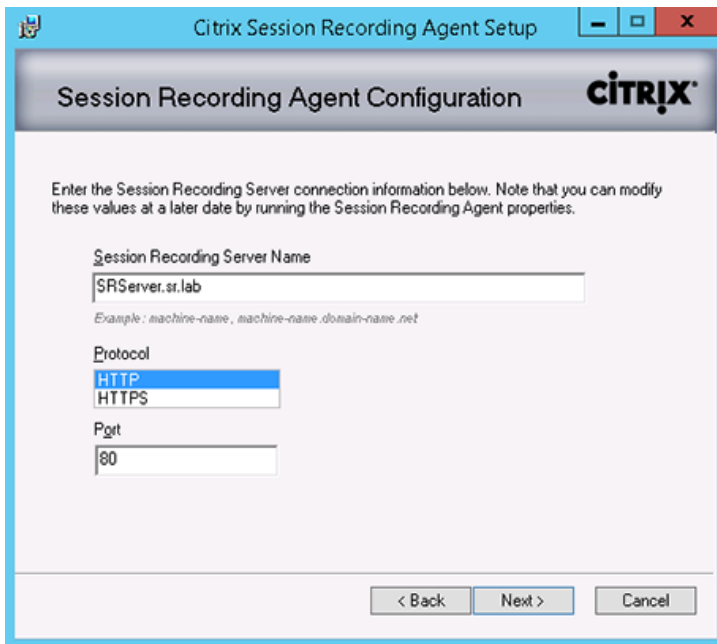 Citrix Session Recording Agent Setup
Session Recording Agent Configuration
CİTRIX
Enter the Session Recording Server connection information below. Note that you can modify
these values at a later date by running the Session Recording Agent properties.
Session Recording Server Name
SRServer.sr.lab
Example: machine-name, machine-name.domain-name.net
Protocol
HTTP
HTTPS
Port
80
< Back
Next >
Cancel